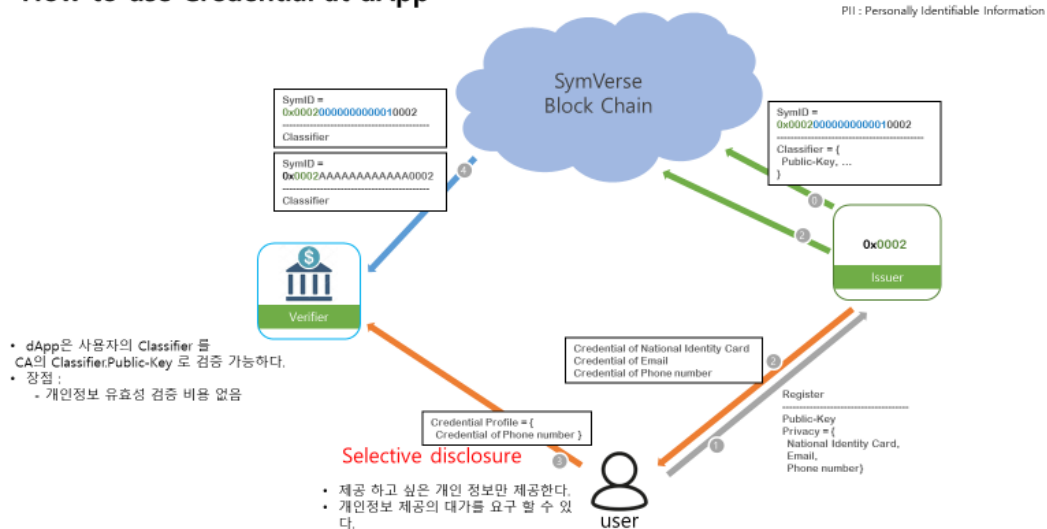 How to use Credential at dApp
PII : Personally Identifiable Information
SymVerse
Block Chain
SymID =
0x00020000000000010002
Classifier
SymID =
0x0002AAAAAAAAAAAA0002
Classifier
SymID =
0x00020000000000010002
Classifier = {
Public-Key, ...
}
4
0
2
0x0002
Issuer
Verifier
• dApp은 사용자의 Classifier 를
CA의 Classifier.Public-Key 로 검증 가능하다.
• 장점 :
- 개인정보 유효성 검증 비용 없음
Credential of National Identity Card
Credential of Email
Credential of Phone number
2
Register
Public-Key
Privacy = {
National Identity Card,
Email,
Phone number}
1
Credential Profile = {
Credential of Phone number }
Selective disclosure
3
• 제공 하고 싶은 개인 정보만 제공한다.
• 개인정보 제공의 대가를 요구 할 수 있
다.
user